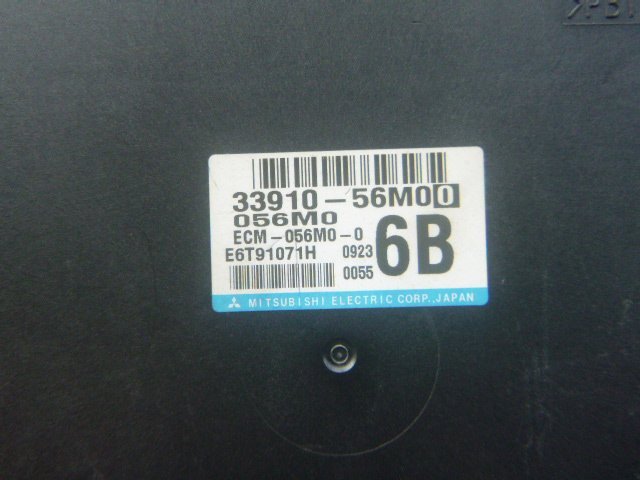 33910-56M00
056M0
ECM-056M0-0
E6T91071H 0923
0055
6B
MITSUBISHI ELECTRIC CORP., JAPAN